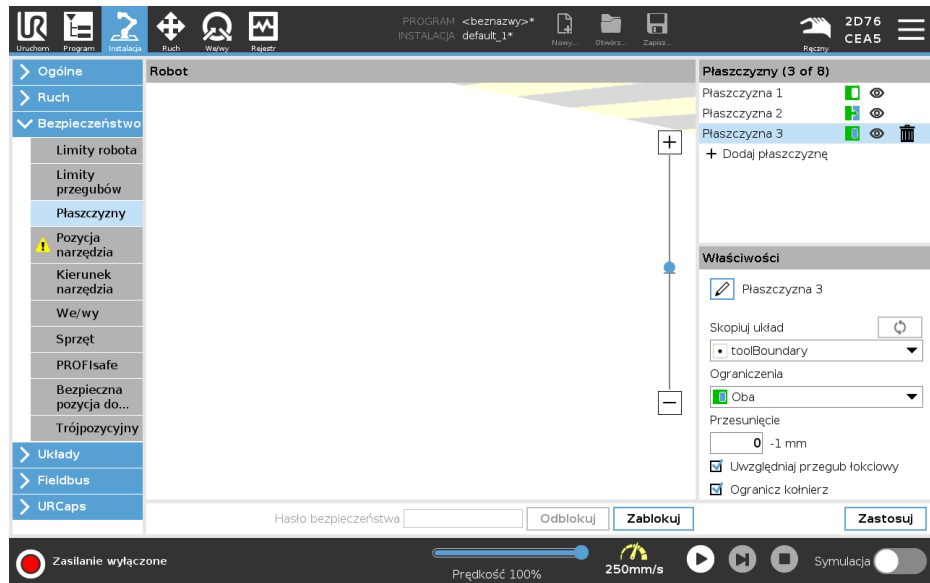 PROGRAM <beznazwy>*
INSTALACJA default_1*
Uruchom Program Instalacja Ruch We/wy Rejestr Nowy... Otwórz... Zapisz... Ręczny
2D76
CEA5
Ogólne
Ruch
Bezpieczeństwo
Limity robota
Limity
przegubów
Płaszczyzny
Pozycja
narzędzia
Kierunek
narzędzia
We/wy
Sprzęt
PROFIsafe
Bezpieczna
pozycja do...
Trójpozycyjny
Układy
Fieldbus
URCaps
Robot
Płaszczyzny (3 of 8)
Płaszczyzna 1
Płaszczyzna 2
Płaszczyzna 3
+ Dodaj płaszczyznę
Właściwości
Płaszczyzna 3
Skopiuj układ
toolBoundary
Ograniczenia
Oba
Przesunięcie
0 -1 mm
Uwzględniaj przegub łokciowy
Ogranicz kołnierz
Hasło bezpieczeństwa Odblokuj Zablokuj Zastosuj
Zasilanie wyłączone
Prędkość 100%
250mm/s
Symulacja